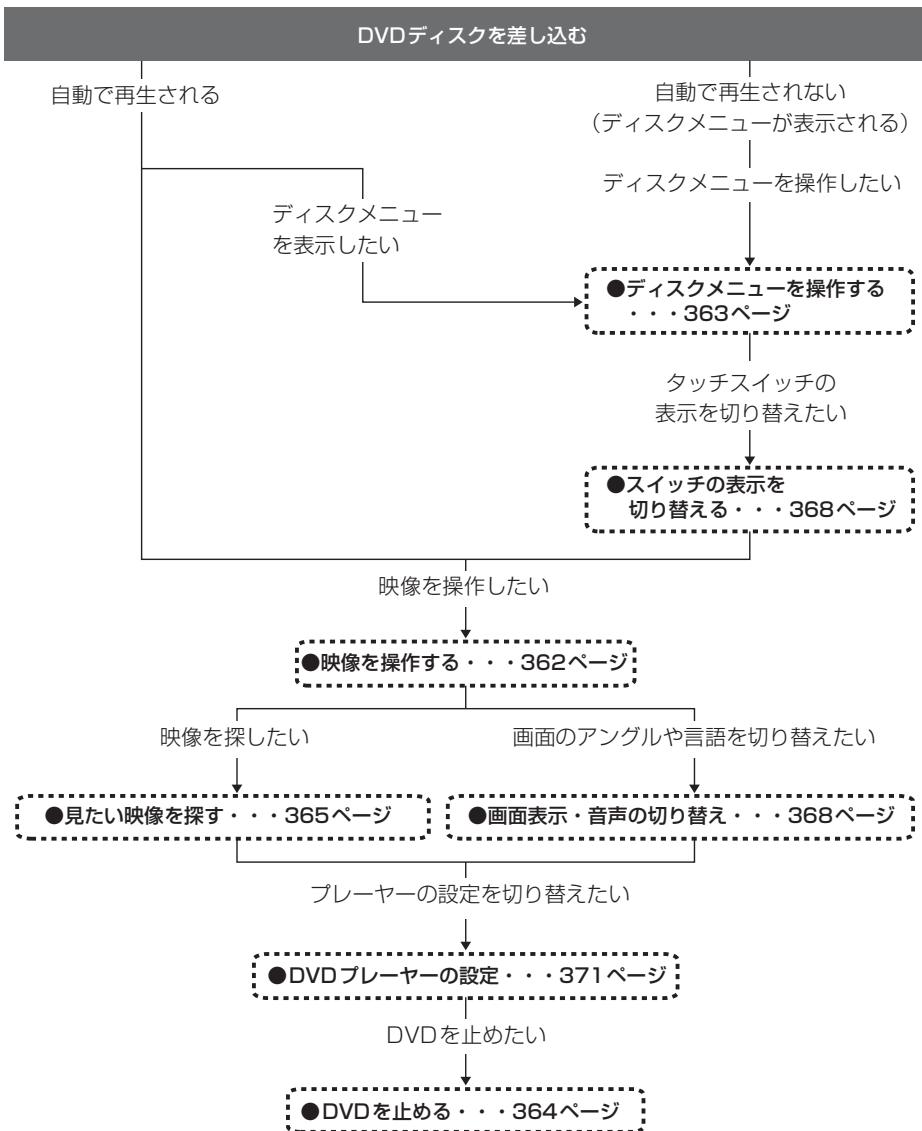 DVDディスクを差し込む
自動で再生される
自動で再生されない
（ディスクメニューが表示される）
ディスクメニューを操作したい
ディスクメニュー
を表示したい
●ディスクメニューを操作する
・・・363ページ
タッチスイッチの
表示を切り替えたい
●スイッチの表示を
切り替える・・・368ページ
映像を操作したい
●映像を操作する・・・362ページ
映像を探したい
画面のアングルや言語を切り替えたい
●見たい映像を探す・・・365ページ
●画面表示・音声の切り替え・・・368ページ
プレーヤーの設定を切り替えたい
●DVDプレーヤーの設定・・・371ページ
DVDを止めたい
●DVDを止める・・・364ページ